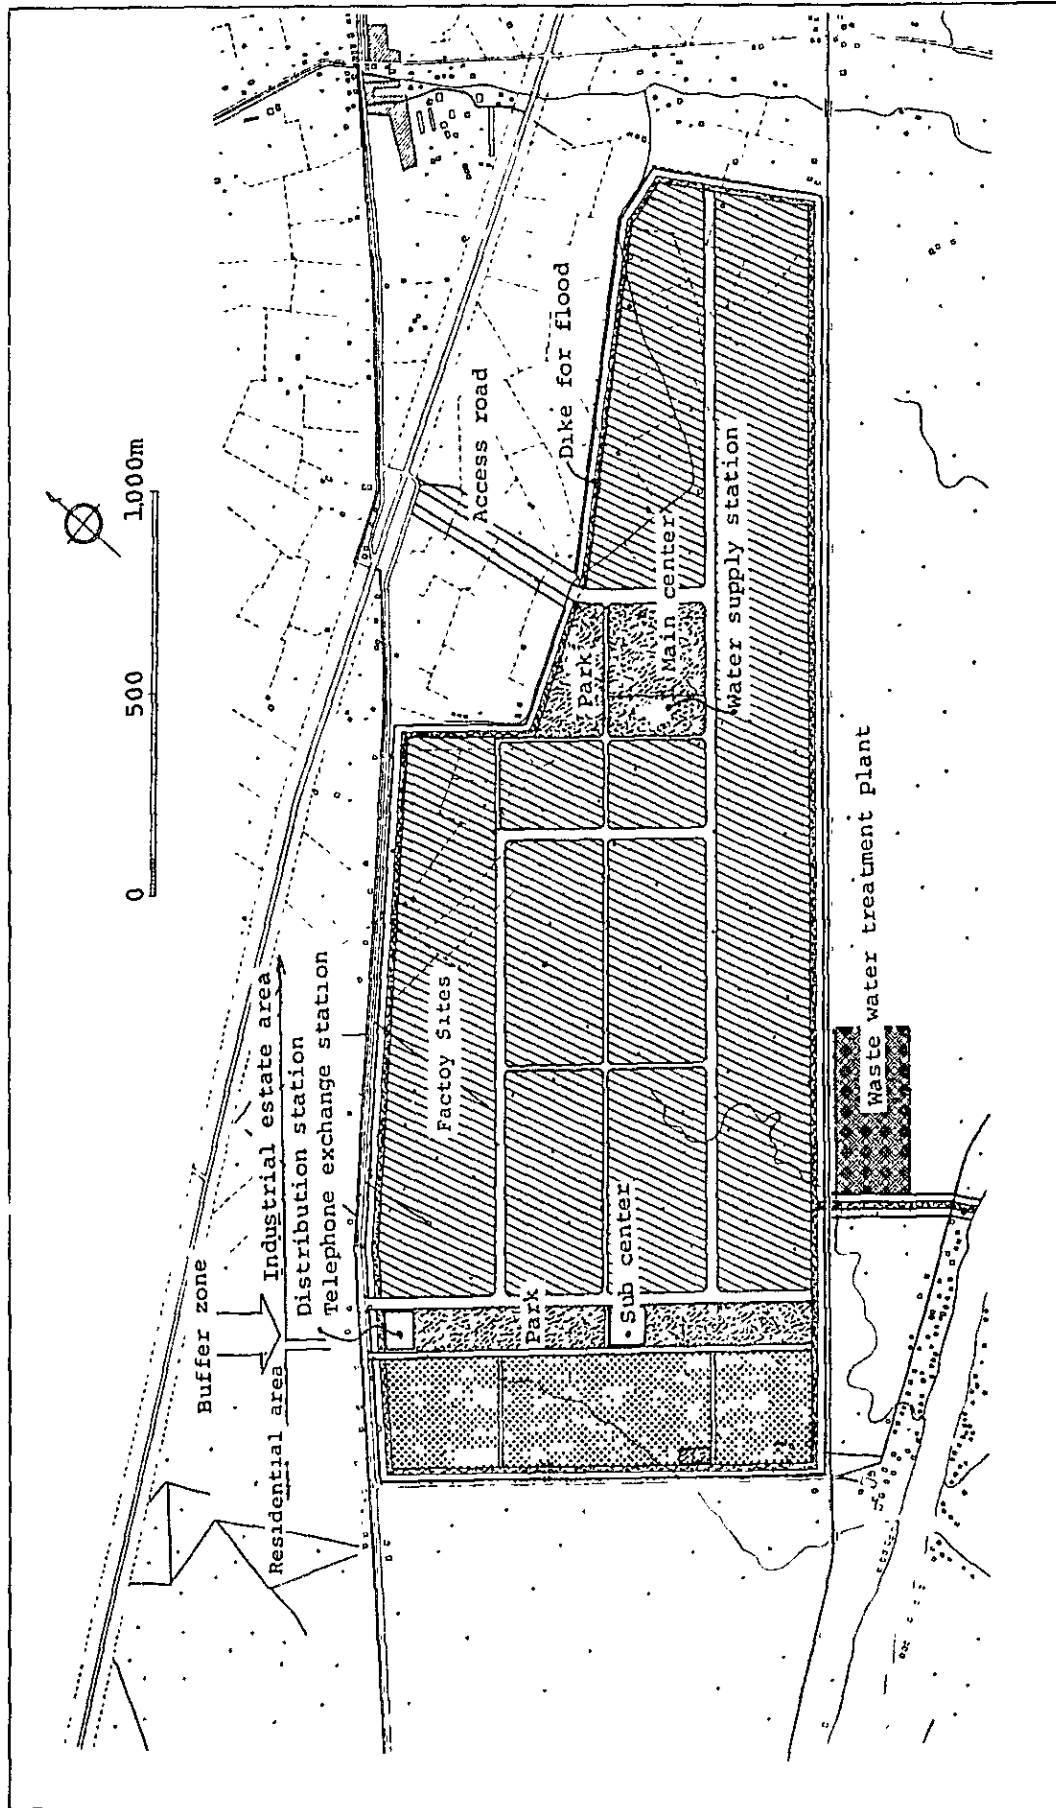 0 500 1000m
Buffer zone
Residential area
Industrial estate area
Distribution station
Telephone exchange station
Access road
Factoy Sites
Dike for flood
Park
Park
Main center
Sub center
Water supply station
Waste water treatment plant